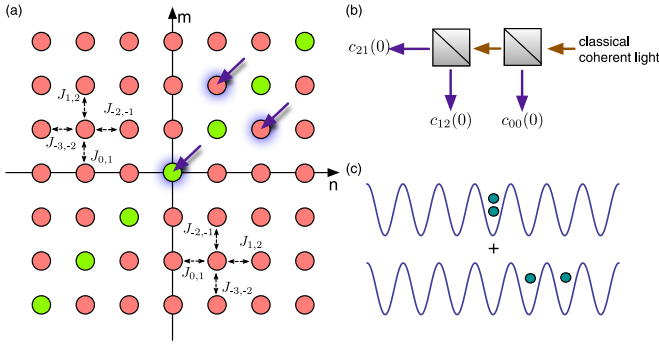 (a)
m
J1,2
J-2,-1
J-3,-2
J0,1
n
J-2,-1
J1,2
J0,1
J-3,-2
(b)
c21(0)
classical
coherent light
c12(0)
c00(0)
(c)
+